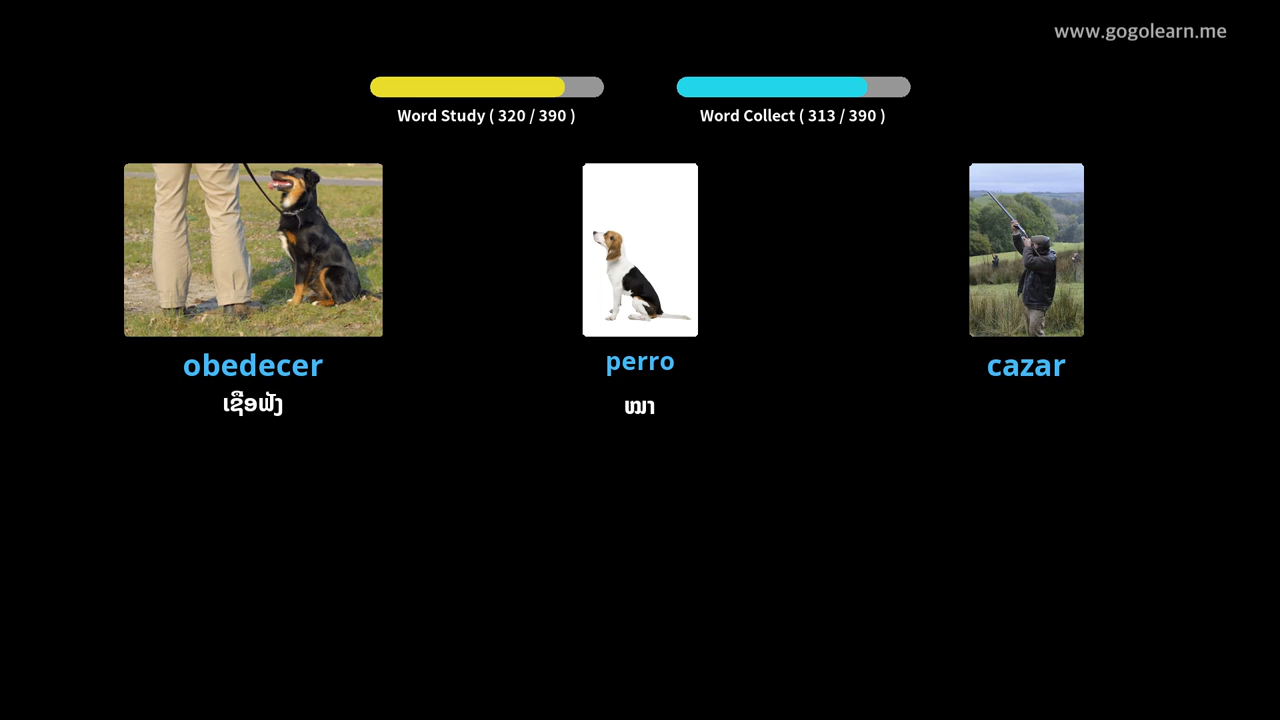 www.gogolearn.me
Word Study ( 320 / 390 )
Word Collect ( 313 / 390 )
obedecer
ເຊື່ອຟັງ
perro
ໝາ
cazar